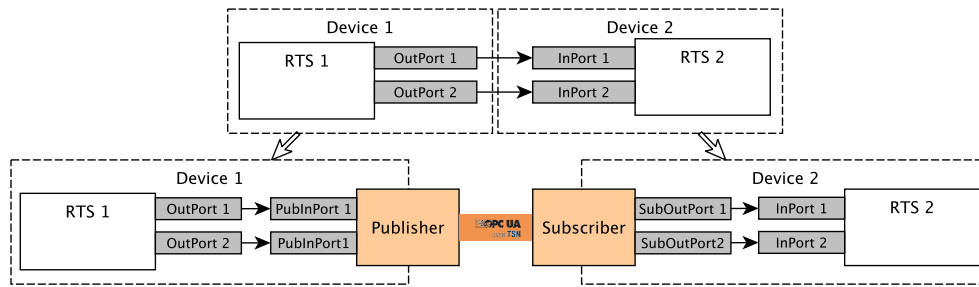 Device 1
Device 2
RTS 1
OutPort 1
InPort 1
RTS 2
OutPort 2
InPort 2
Device 1
Device 2
RTS 1
OutPort 1
PubInPort 1
Publisher
OPC UA
TSN
Subscriber
SubOutPort 1
InPort 1
RTS 2
OutPort 2
PubInPort1
SubOutPort2
InPort 2